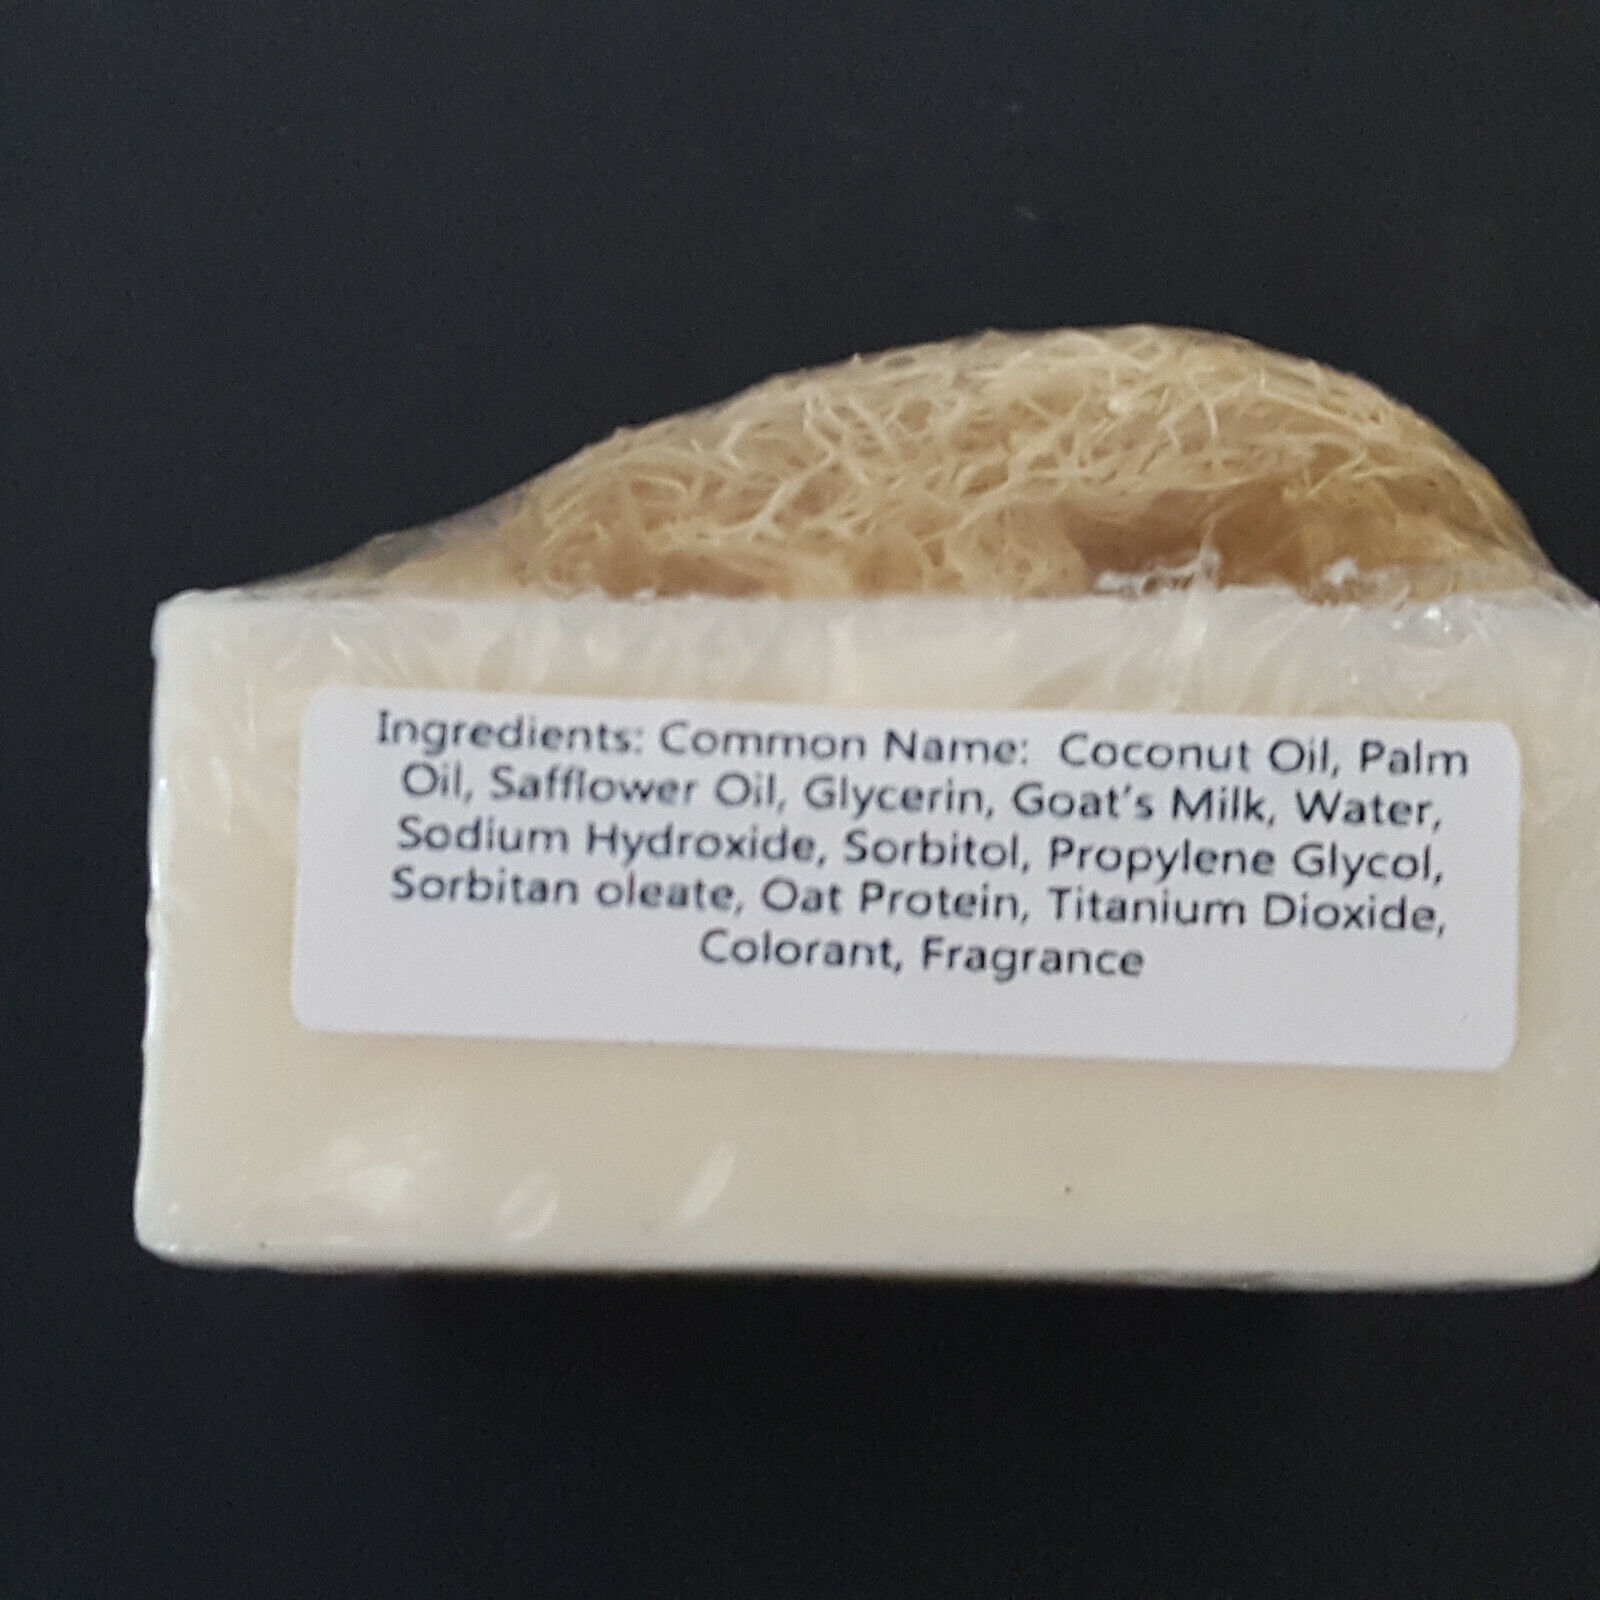 Ingredients: Common Name: Coconut Oil, Palm
Oil, Safflower Oil, Glycerin, Goat's Milk, Water,
Sodium Hydroxide, Sorbitol, Propylene Glycol,
Sorbitan oleate, Oat Protein, Titanium Dioxide,
Colorant, Fragrance